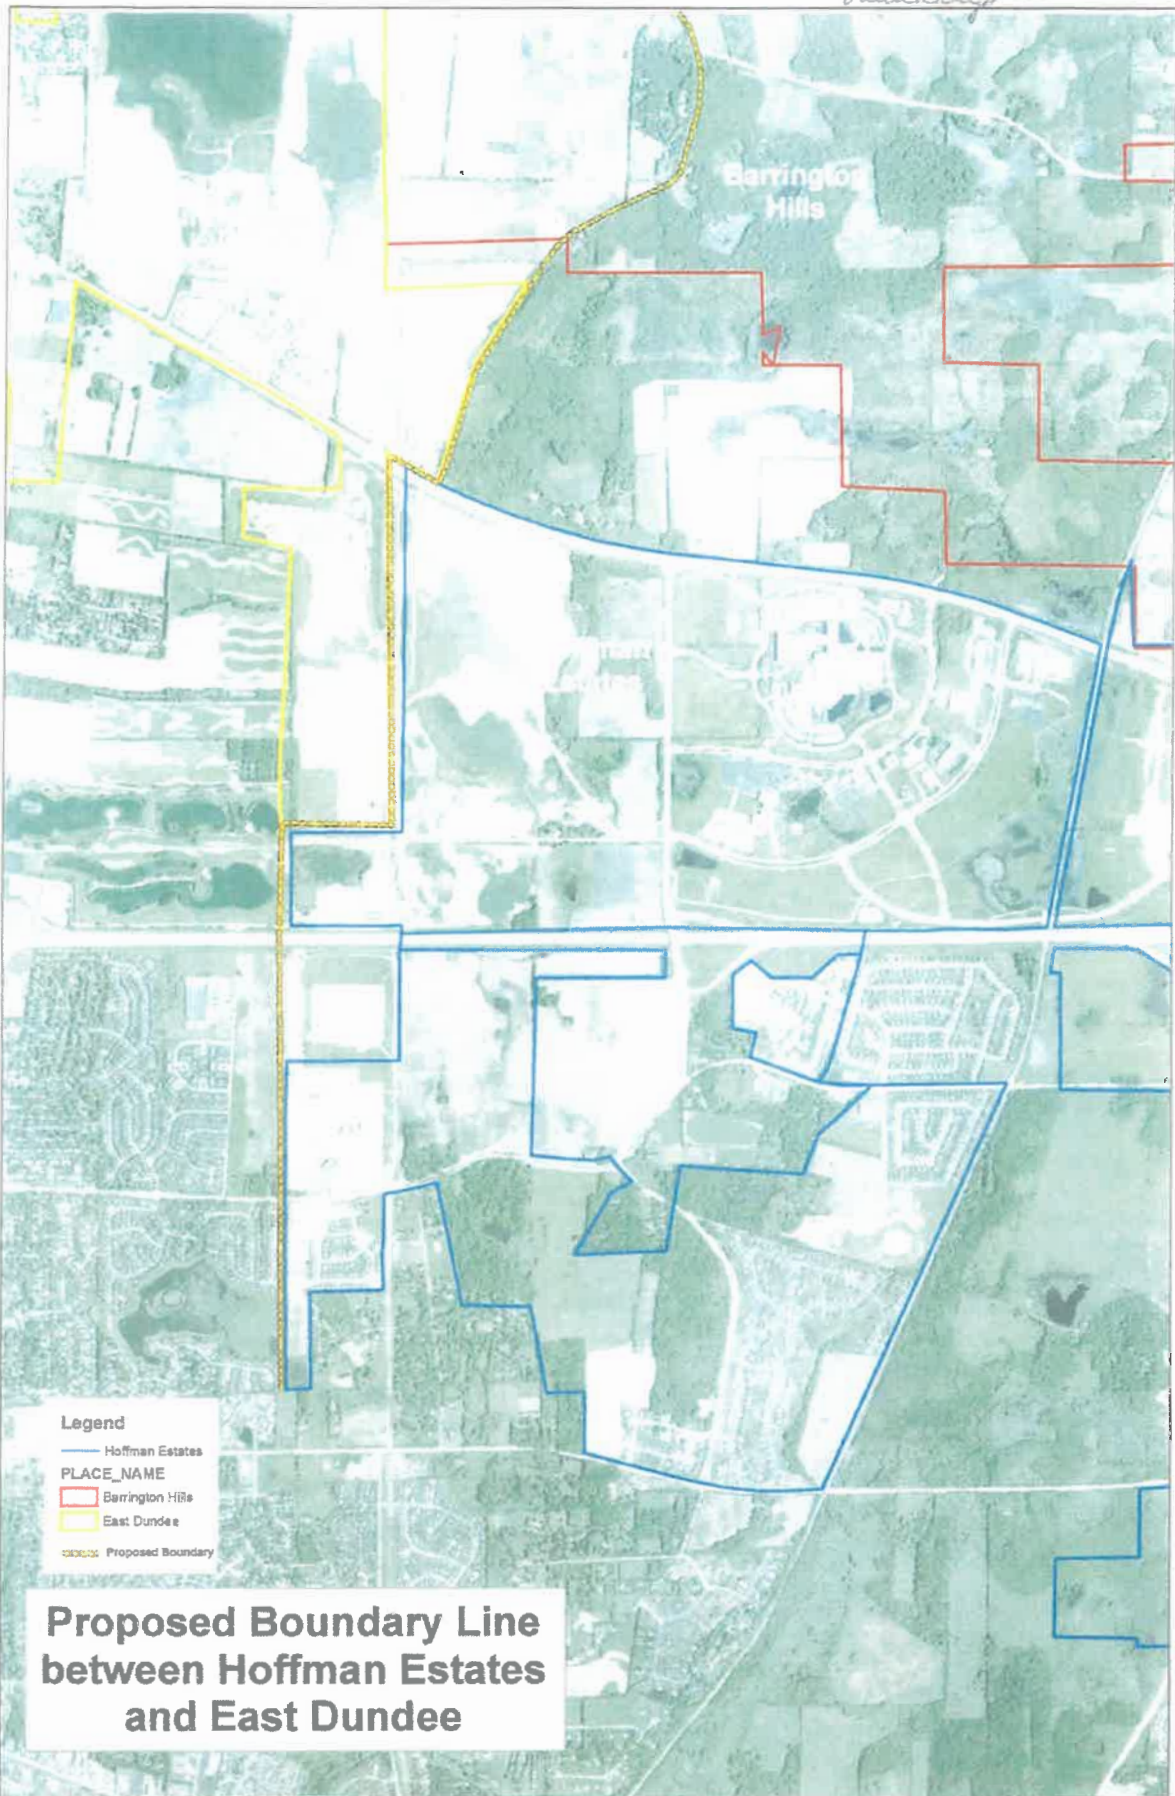 Barrington
Hills
Legend
Hoffman Estates
PLACE_NAME
Barrington Hills
East Dundee
Proposed Boundary
Proposed Boundary Line
between Hoffman Estates
and East Dundee